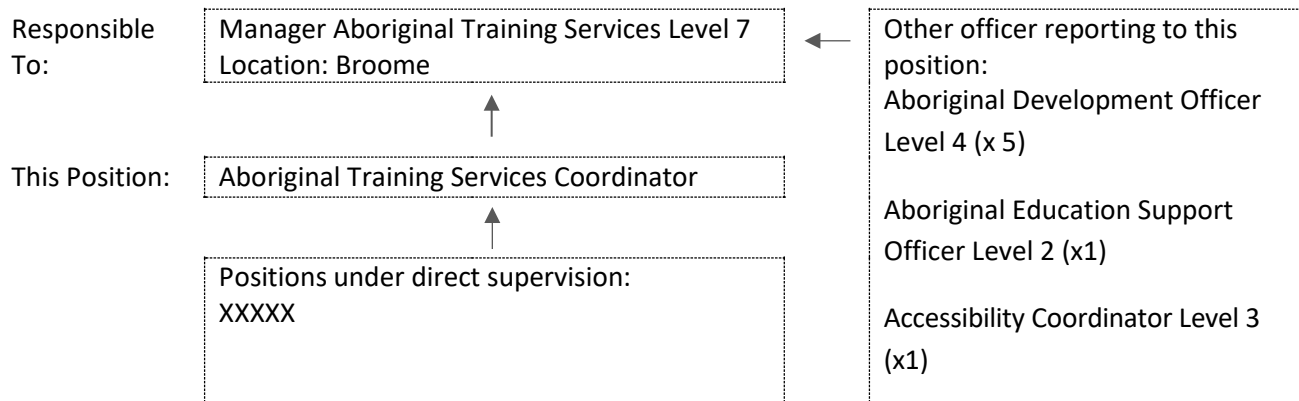 Responsible
To:
Manager Aboriginal Training Services Level 7
Location: Broome
Other officer reporting to this
position:
Aboriginal Development Officer
Level 4 (x 5)
Aboriginal Education Support
Officer Level 2 (x1)
Accessibility Coordinator Level 3
(x1)
This Position:
Aboriginal Training Services Coordinator
Positions under direct supervision:
XXXXX